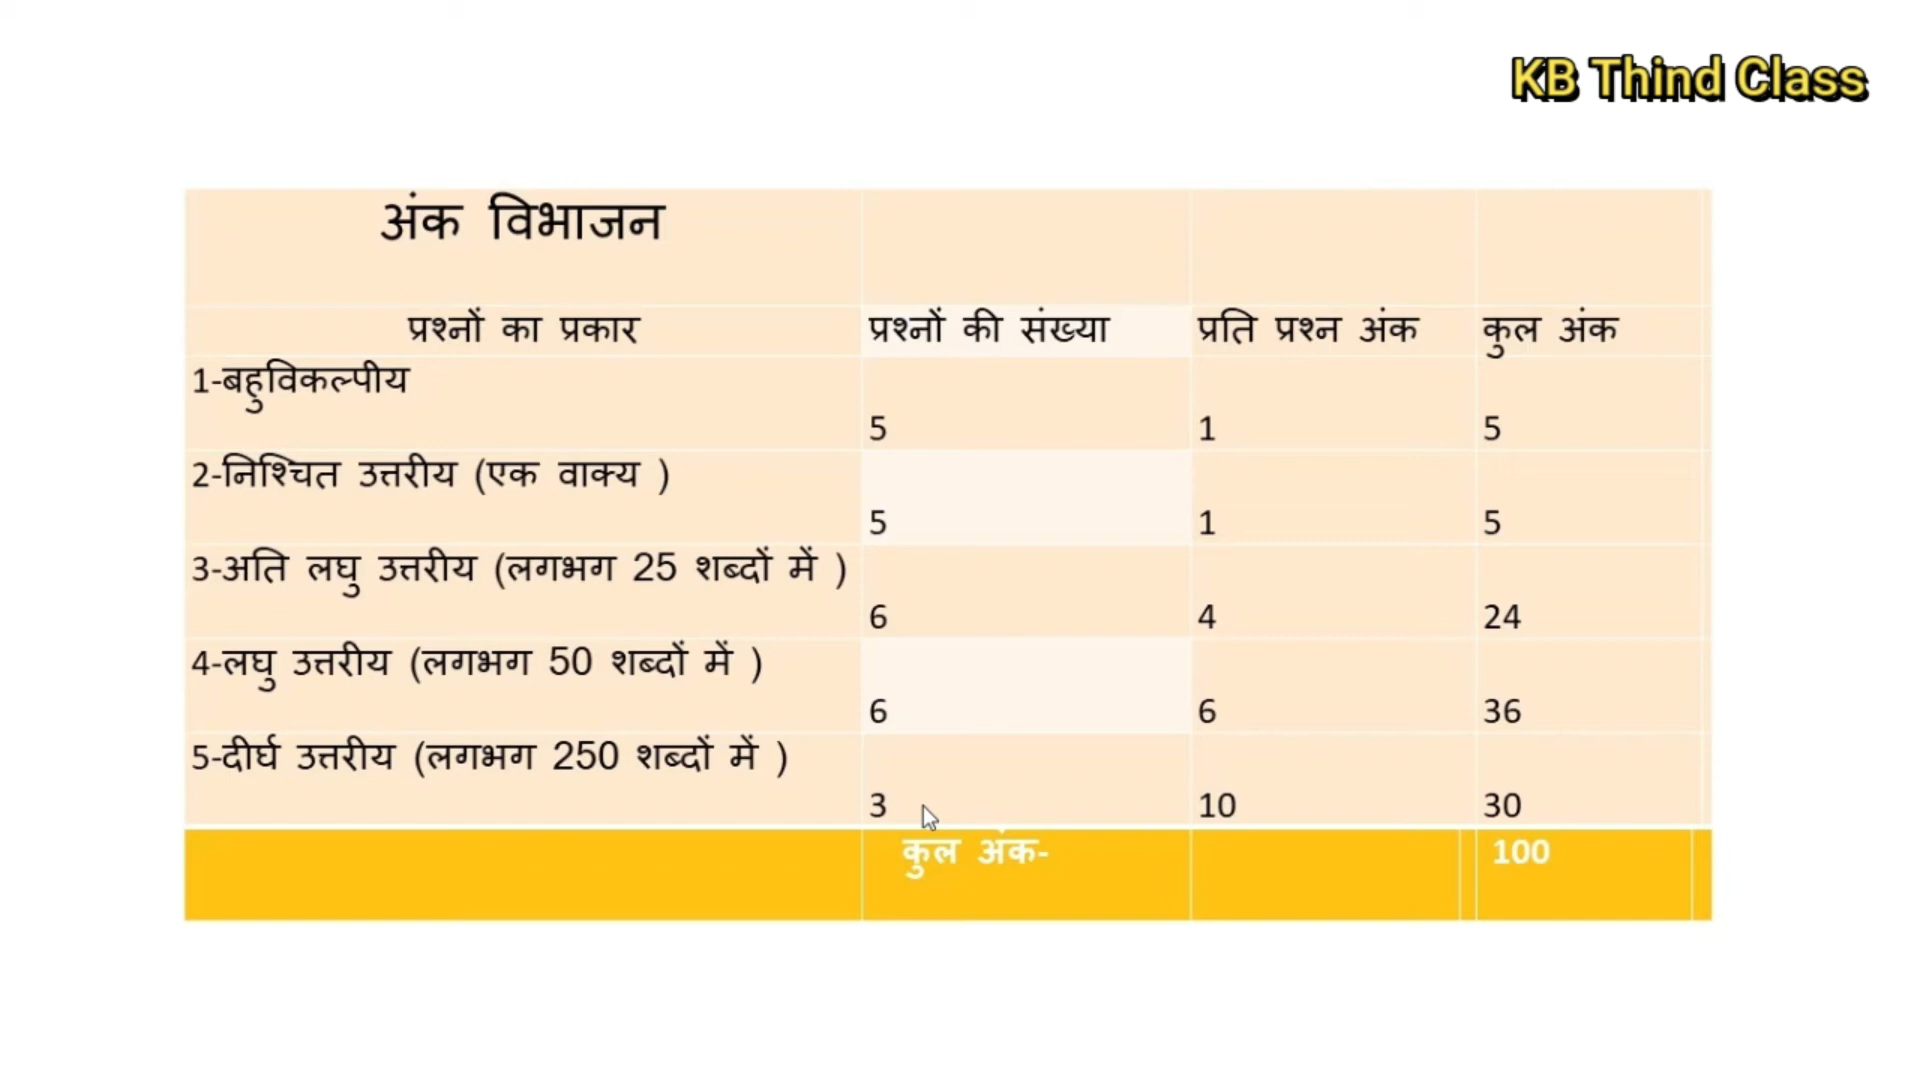 KB Thind Class
अंक विभाजन
प्रश्नों का प्रकार प्रश्नों की संख्या प्रति प्रश्न अंक कुल अंक
1-बहुविकल्पीय 5 1 5
2-निश्चित उत्तरीय (एक वाक्य ) 5 1 5
3-अति लघु उत्तरीय (लगभग 25 शब्दों में ) 6 4 24
4-लघु उत्तरीय (लगभग 50 शब्दों में ) 6 6 36
5-दीर्घ उत्तरीय (लगभग 250 शब्दों में ) 3 10 30
कुल अंक- 100